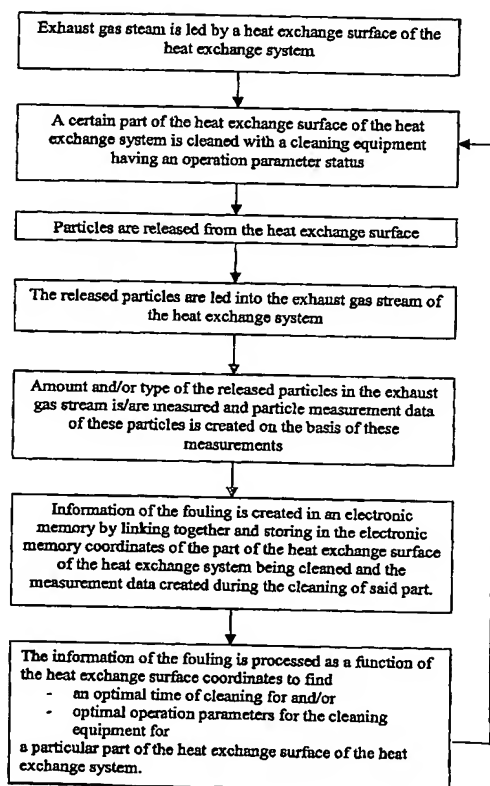 Exhaust gas steam is led by a heat exchange surface of the
heat exchange system
A certain part of the heat exchange surface of the heat
exchange system is cleaned with a cleaning equipment
having an operation parameter status
Particles are released from the heat exchange surface
The released particles are led into the exhaust gas stream of
the heat exchange system
Amount and/or type of the released particles in the exhaust
gas stream is/are measured and particle measurement data
of these particles is created on the basis of these
measurements
Information of the fouling is created in an electronic
memory by linking together and storing in the electronic
memory coordinates of the part of the heat exchange surface
of the heat exchange system being cleaned and the
measurement data created during the cleaning of said part.
The information of the fouling is processed as a function of
the heat exchange surface coordinates to find
- an optimal time of cleaning for and/or
- optimal operation parameters for the cleaning
equipment for
a particular part of the heat exchange surface of the heat
exchange system.